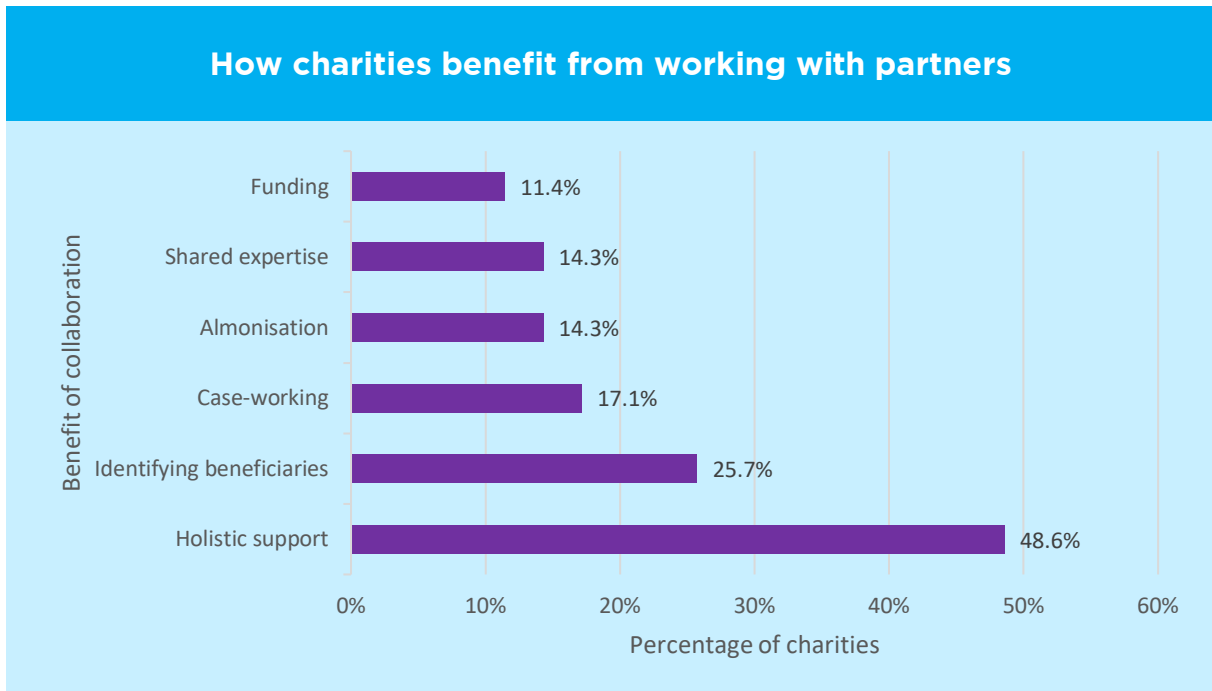 How charities benefit from working with partners
Benefit of collaboration
Funding
11.4%
Shared expertise
14.3%
Almonisation
14.3%
Case-working
17.1%
Identifying beneficiaries
25.7%
Holistic support
48.6%
0%
10%
20%
30%
40%
50%
60%
Percentage of charities